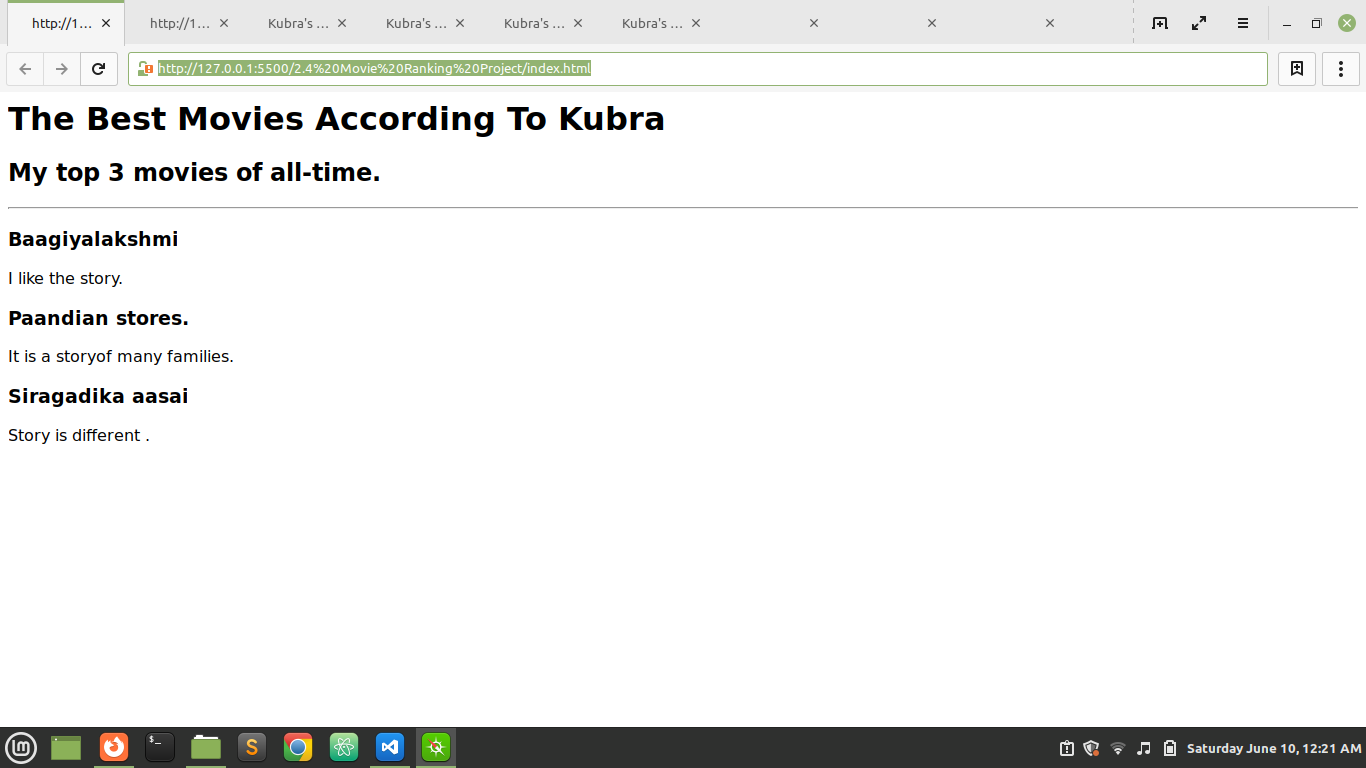 http://1... http://1... Kubra's ... Kubra's ... Kubra's ... Kubra's ...
http://127.0.0.1:5500/2.4%20Movie%20Ranking%20Project/index.html
The Best Movies According To Kubra
My top 3 movies of all-time.
Baagiyalakshmi
I like the story.
Paandian stores.
It is a storyof many families.
Siragadika aasai
Story is different .
Saturday June 10, 12:21 AM